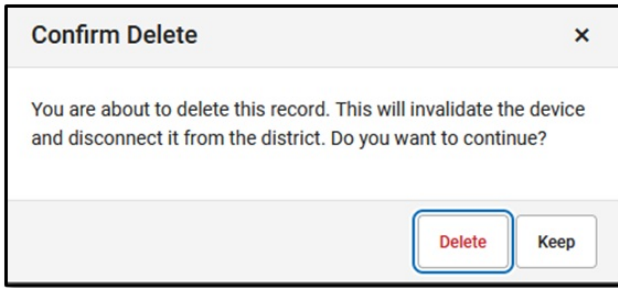 Confirm Delete ×
You are about to delete this record. This will invalidate the device
and disconnect it from the district. Do you want to continue?
Delete Keep